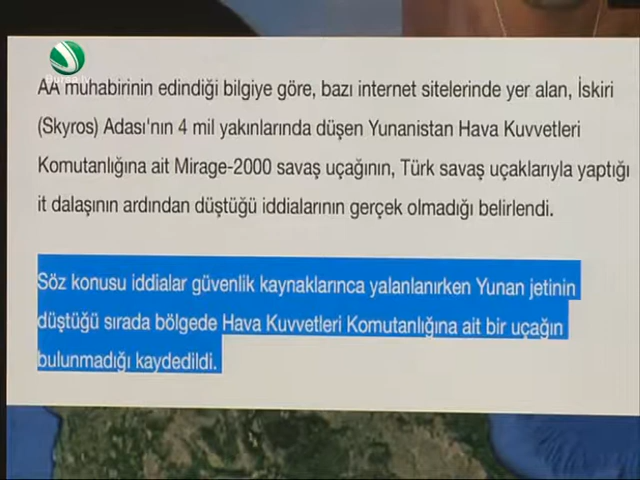 Bursa tv
AA muhabirinin edindiği bilgiye göre, bazı internet sitelerinde yer alan, İskiri
(Skyros) Adası'nın 4 mil yakınlarında düşen Yunanistan Hava Kuvvetleri
Komutanlığına ait Mirage-2000 savaş uçağının, Türk savaş uçaklarıyla yaptığı
it dalaşının ardından düştüğü iddialarının gerçek olmadığı belirlendi.
Söz konusu iddialar güvenlik kaynaklarınca yalanlanırken Yunan jetinin
düştüğü sırada bölgede Hava Kuvvetleri Komutanlığına ait bir uçağın
bulunmadığı kaydedildi.